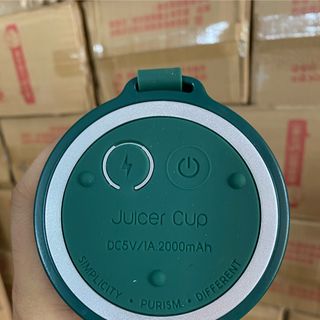 Juicer Cup
DC5V/1A.2000mAh
SIMPLICITY • PURISM. • DIFFERENT